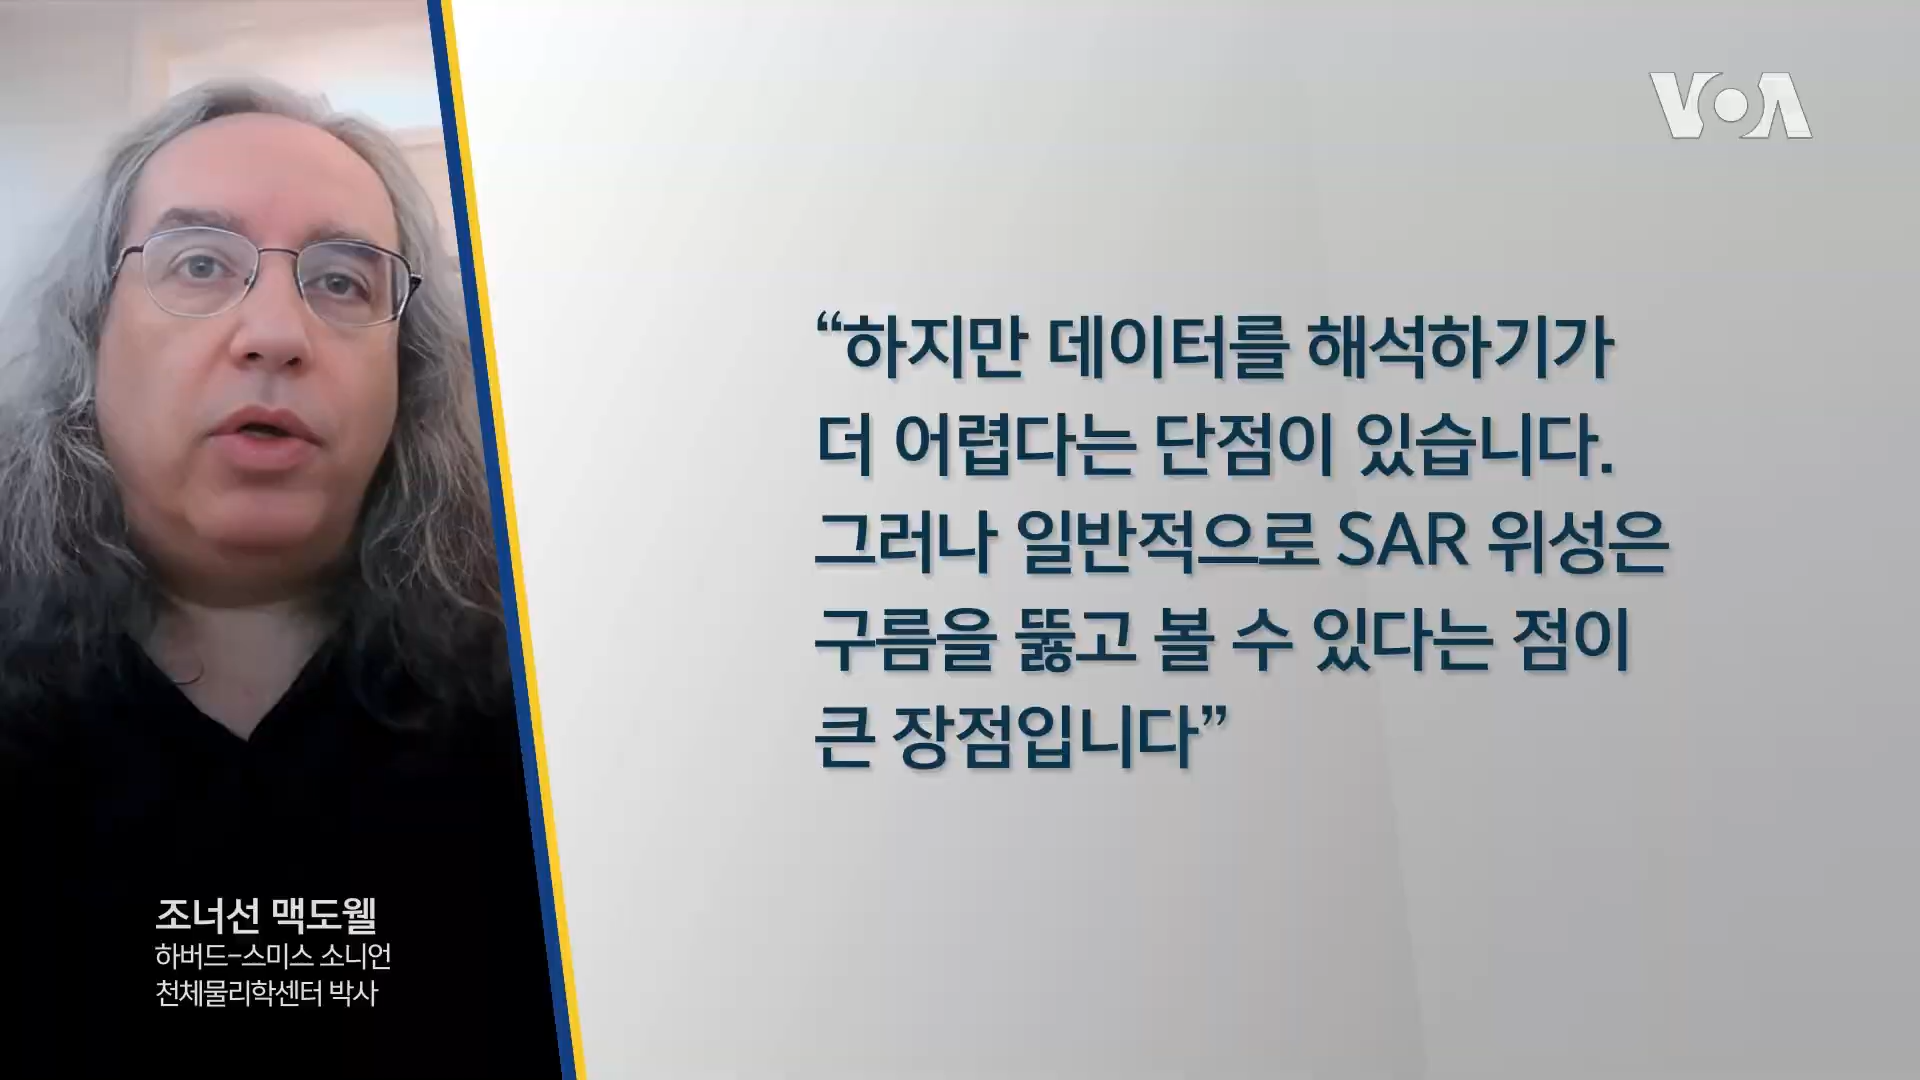 VOA
“하지만 데이터를 해석하기가
더 어렵다는 단점이 있습니다.
그러나 일반적으로 SAR 위성은
구름을 뚫고 볼 수 있다는 점이
큰 장점입니다”
조너선 맥도웰
하버드-스미스 소니언
천체물리학센터 박사